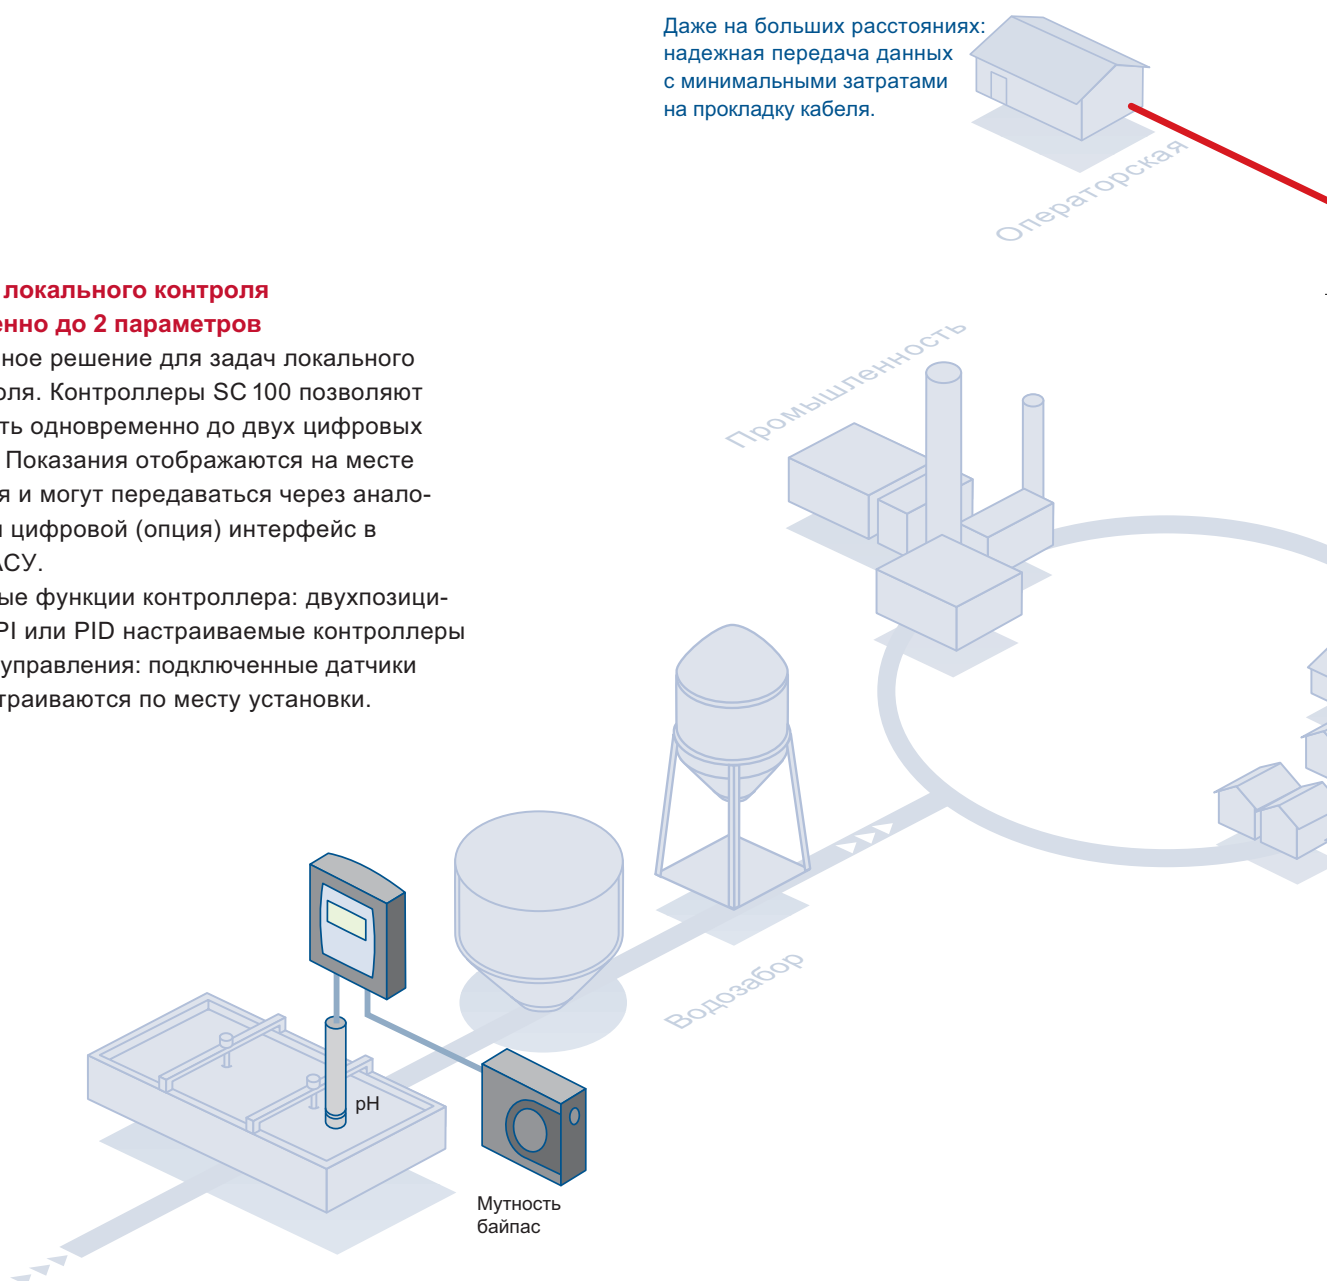 Даже на больших расстояниях:
надежная передача данных
с минимальными затратами
на прокладку кабеля.
Операторская
локального контроля
енно до 2 параметров
ное решение для задач локального
оля. Контроллеры SC 100 позволяют
ть одновременно до двух цифровых
Показания отображаются на месте
я и могут передаваться через анало-
и цифровой (опция) интерфейс в
АСУ.
ые функции контроллера: двухпозици-
PI или PID настраиваемые контроллеры
управления: подключенные датчики
траиваются по месту установки.
Промышленность
Водозабор
pH
Мутность
байпас